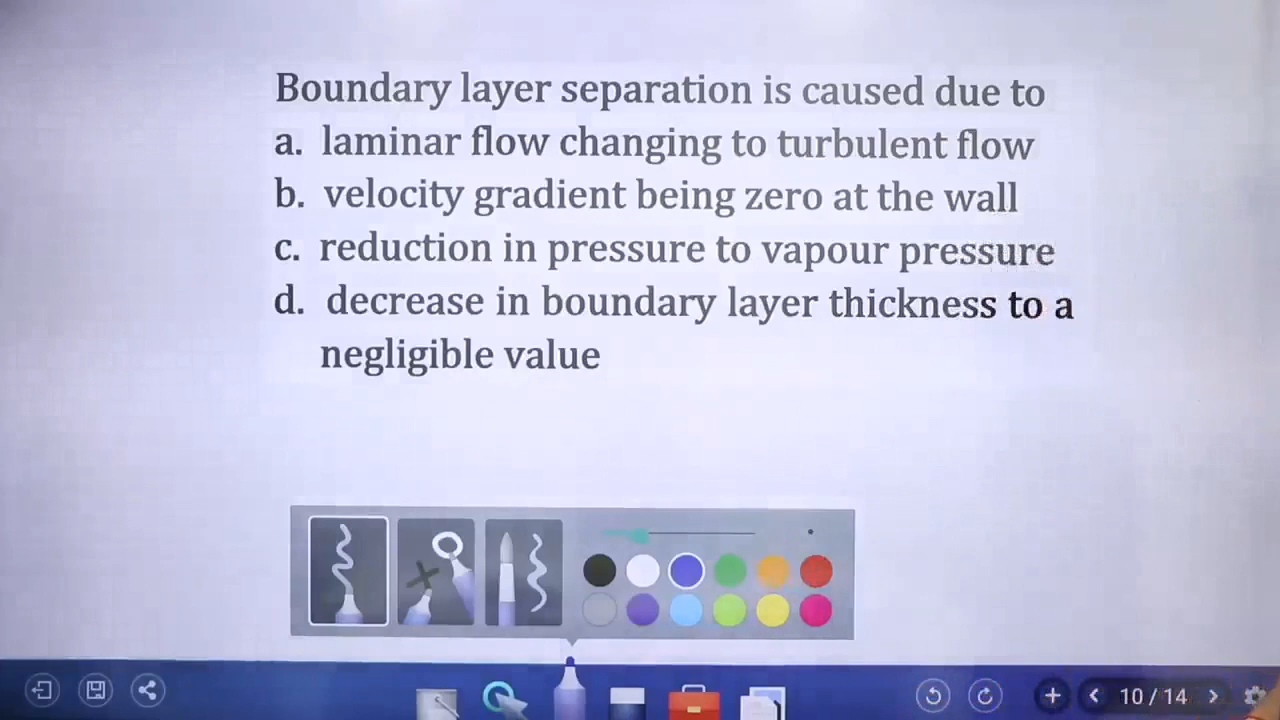 Boundary layer separation is caused due to
a. laminar flow changing to turbulent flow
b. velocity gradient being zero at the wall
c. reduction in pressure to vapour pressure
d. decrease in boundary layer thickness to a
negligible value
10 / 14